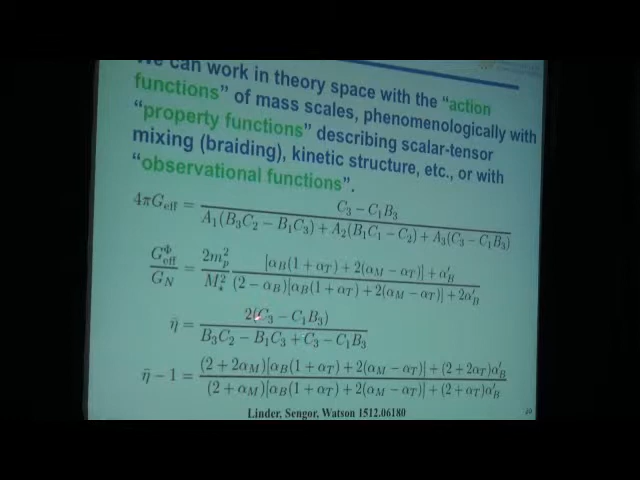 We can work in theory space with the "action
functions" of mass scales, phenomenologically with
"property functions" describing scalar-tensor
mixing (braiding), kinetic structure, etc., or with
"observational functions".
4πG_eff = (C_3 − C_1B_3) / (A_1(B_3C_2 − B_1C_3) + A_2(B_1C_1 − C_2) + A_3(C_3 − C_1B_3))
G^Φ_eff / G_N = (2m_p^2 / M_*^2) ([α_B(1 + α_T) + 2(α_M − α_T)] + α'_B) / ((2 − α_B)[α_B(1 + α_T) + 2(α_M − α_T)] + 2α'_B)
η̄ = 2(C_3 − C_1B_3) / (B_3C_2 − B_1C_3 + C_3 − C_1B_3)
η̄ − 1 = ((2 + 2α_M)[α_B(1 + α_T) + 2(α_M − α_T)] + (2 + 2α_T)α'_B) / ((2 + α_M)[α_B(1 + α_T) + 2(α_M − α_T)] + (2 + α_T)α'_B)
Linder, Sengor, Watson 1512.06180